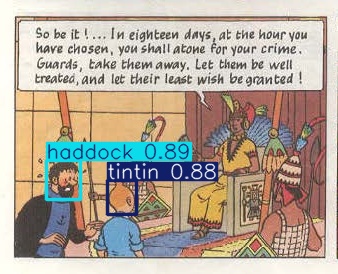 So be it!... In eighteen days, at the hour you
have chosen, you shall atone for your crime.
Guards, take them away. Let them be well
treated, and let their least wish be granted!
haddock 0.89
tintin 0.88